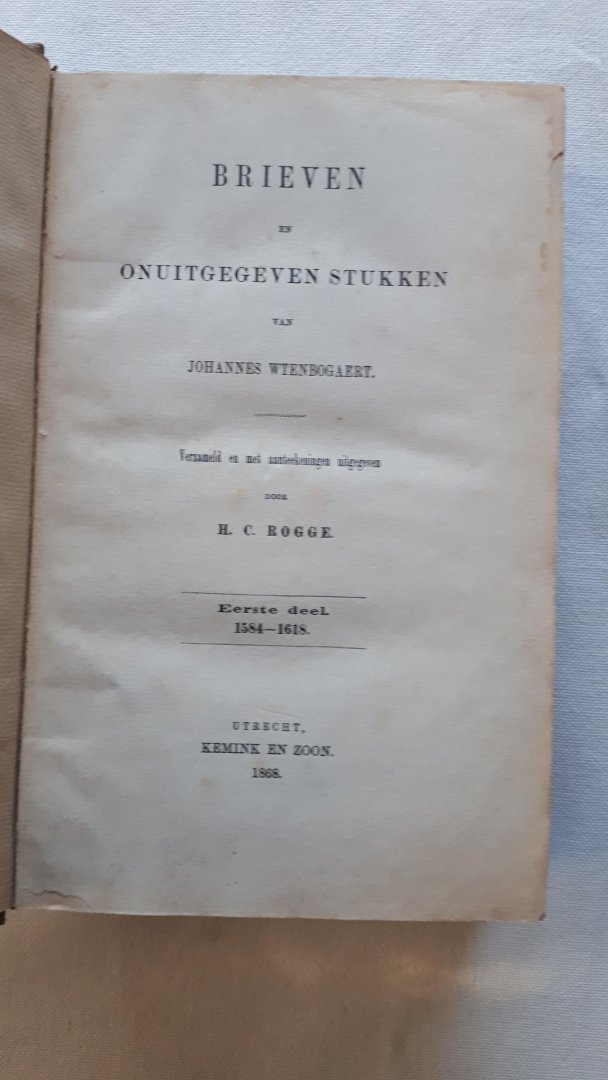 BRIEVEN
EN
ONUITGEGEVEN STUKKEN
VAN
JOHANNES WTENBOGAERT.
Verzameld en met aanteekeningen uitgegeven
DOOR
H. C. ROGGE.
Eerste deel.
1584—1618.
UTRECHT,
KEMINK EN ZOON.
1868.